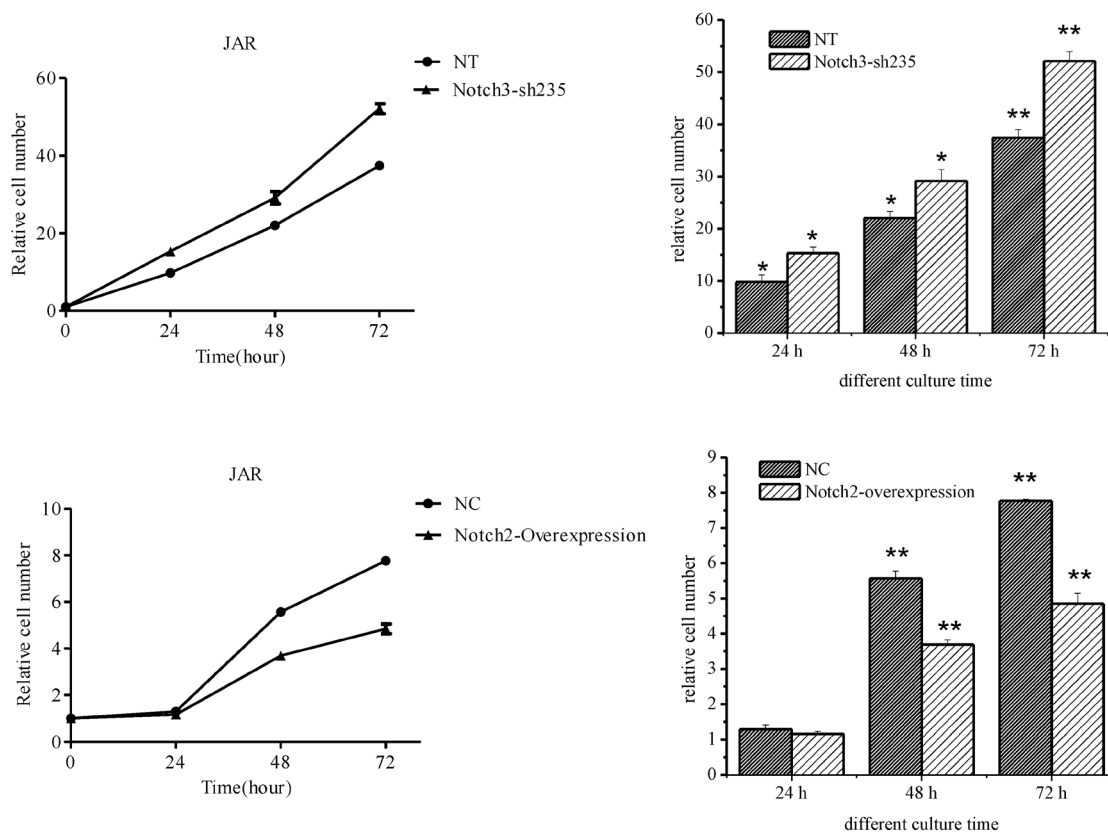 JAR
NT
Notch3-sh235
Relative cell number
60
40
20
0
0 24 48 72
Time(hour)
NT
Notch3-sh235
relative cell number
60
50
40
30
20
10
0
* * * * ** **
24 h 48 h 72 h
different culture time
JAR
NC
Notch2-Overexpression
Relative cell number
8
6
4
2
0
0 24 48 72
Time(hour)
NC
Notch2-overexpression
relative cell number
9
8
7
6
5
4
3
2
1
0
** ** ** **
24 h 48 h 72 h
different culture time